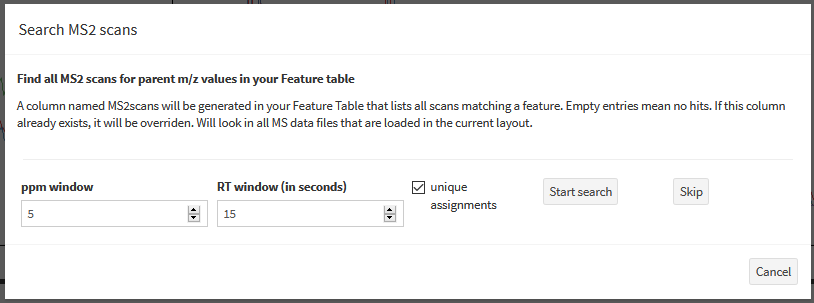 Search MS2 scans
Find all MS2 scans for parent m/z values in your Feature table
A column named MS2scans will be generated in your Feature Table that lists all scans matching a feature. Empty entries mean no hits. If this column
already exists, it will be overriden. Will look in all MS data files that are loaded in the current layout.
ppm window
RT window (in seconds)
unique
assignments
Start search
Skip
5
15
Cancel